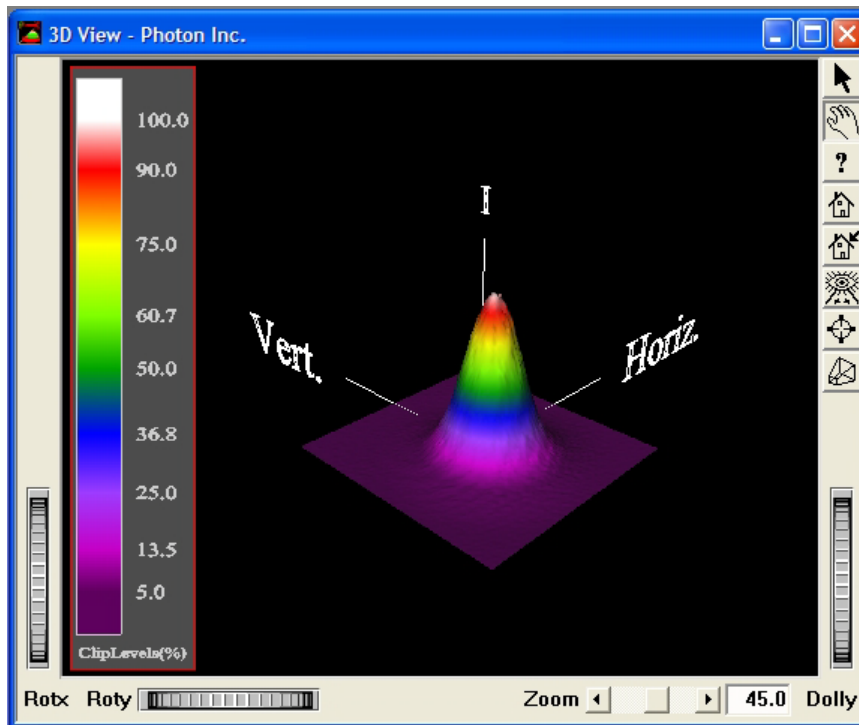 3D View - Photon Inc.
100.0
90.0
75.0
60.7
50.0
36.8
25.0
13.5
5.0
ClipLevels(%)
I
Vert.
Horiz.
?
Rotx Roty Zoom 45.0 Dolly